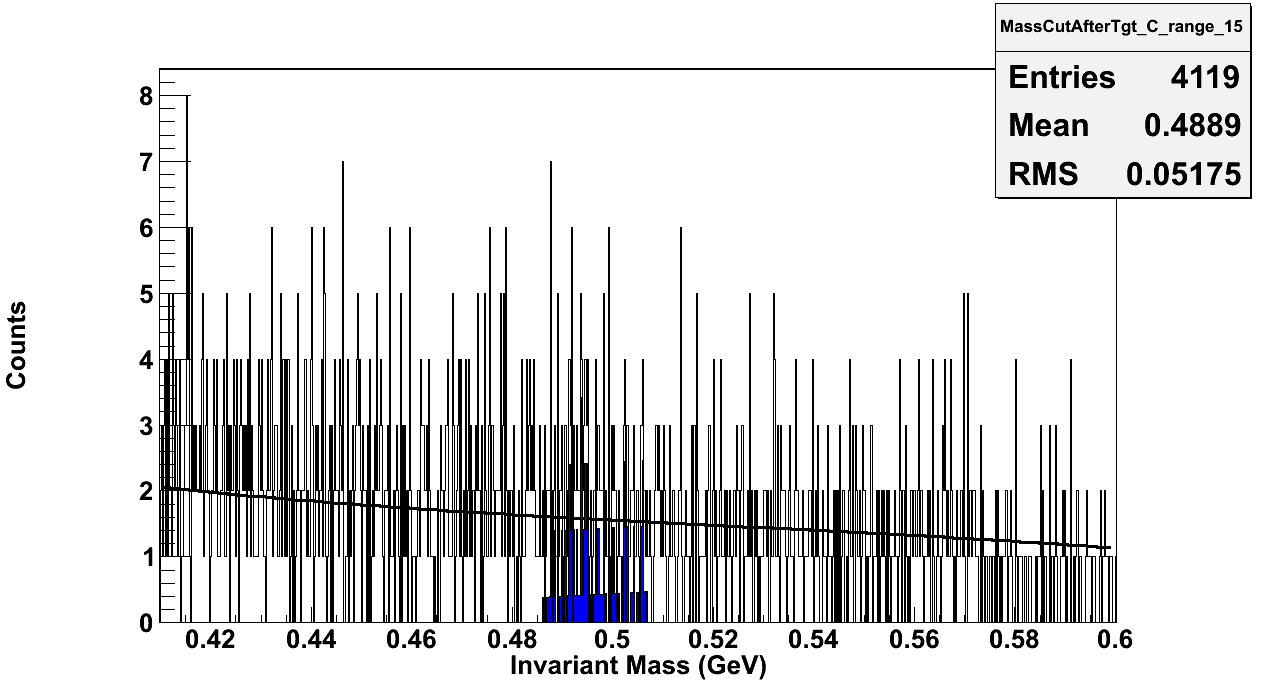 MassCutAfterTgt_C_range_15
Entries 4119
Mean 0.4889
RMS 0.05175
Counts
8
7
6
5
4
3
2
1
0
0.42 0.44 0.46 0.48 0.5 0.52 0.54 0.56 0.58 0.6
Invariant Mass (GeV)